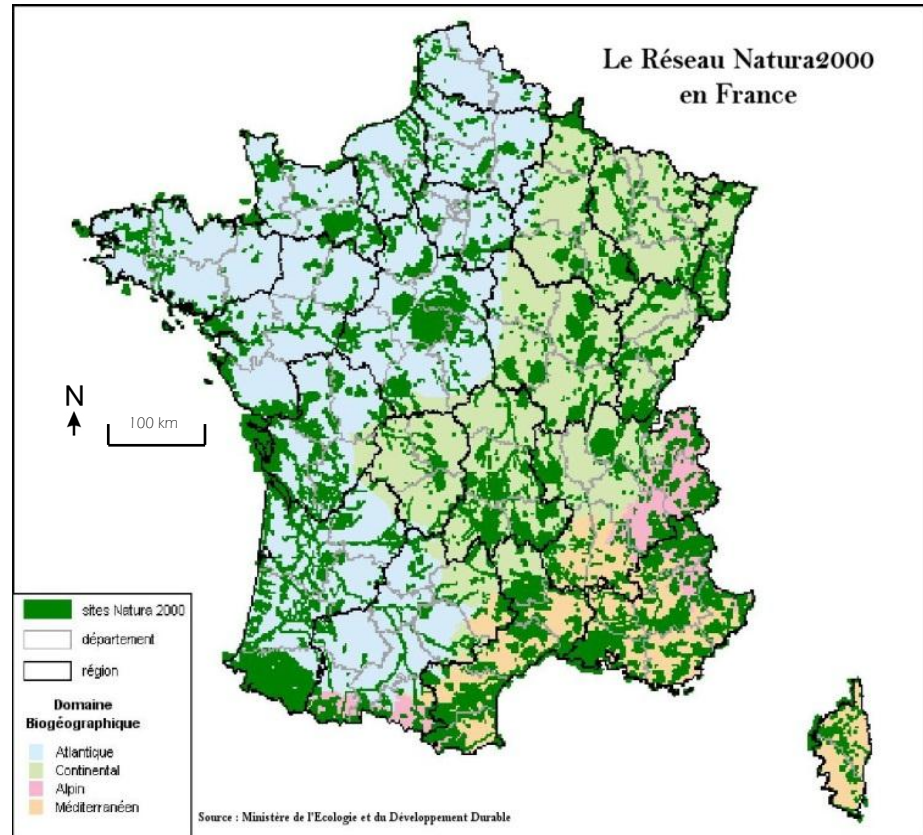 Le Réseau Natura2000
en France
N
100 km
sites Natura 2000
département
région
Domaine
Biogéographique
Atlantique
Continental
Alpin
Méditerranéen
Source : Ministère de l'Ecologie et du Développement Durable